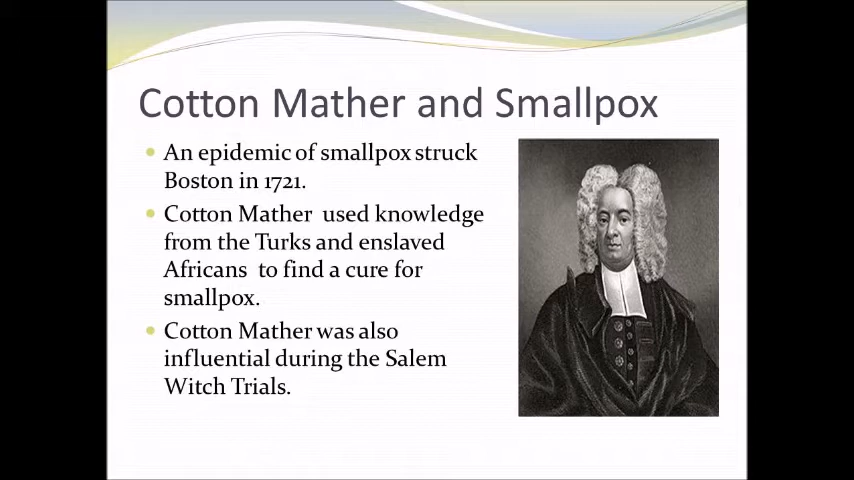 Cotton Mather and Smallpox
An epidemic of smallpox struck
Boston in 1721.
Cotton Mather  used knowledge
from the Turks and enslaved
Africans  to find a cure for
smallpox.
Cotton Mather was also
influential during the Salem
Witch Trials.